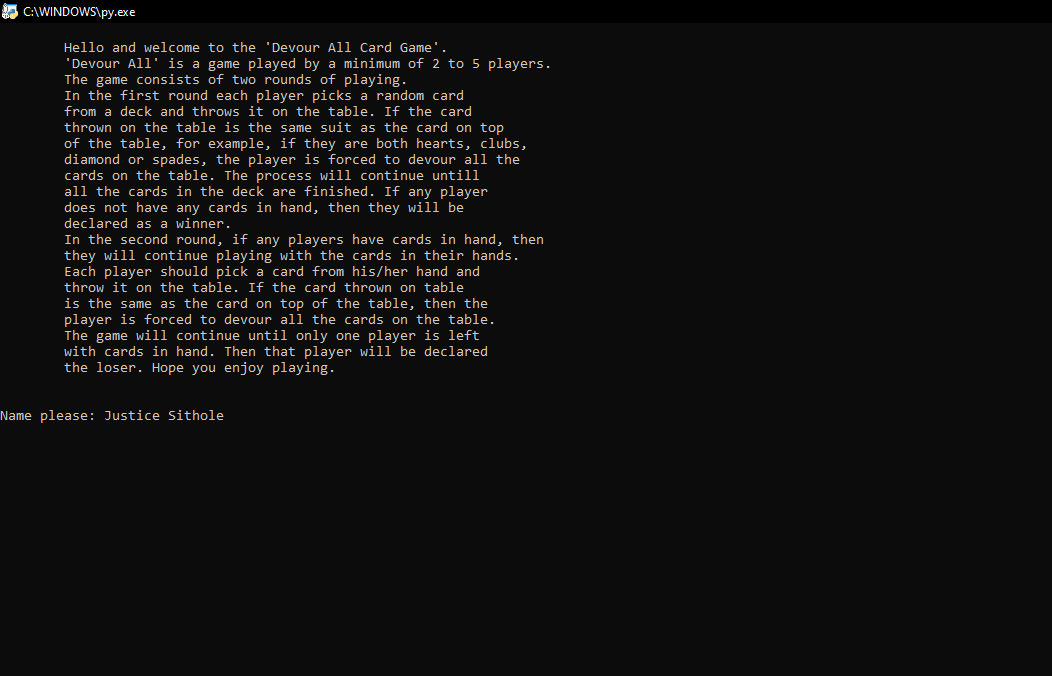 C:\WINDOWS\py.exe
Hello and welcome to the 'Devour All Card Game'.
'Devour All' is a game played by a minimum of 2 to 5 players.
The game consists of two rounds of playing.
In the first round each player picks a random card
from a deck and throws it on the table. If the card
thrown on the table is the same suit as the card on top
of the table, for example, if they are both hearts, clubs,
diamond or spades, the player is forced to devour all the
cards on the table. The process will continue untill
all the cards in the deck are finished. If any player
does not have any cards in hand, then they will be
declared as a winner.
In the second round, if any players have cards in hand, then
they will continue playing with the cards in their hands.
Each player should pick a card from his/her hand and
throw it on the table. If the card thrown on table
is the same as the card on top of the table, then the
player is forced to devour all the cards on the table.
The game will continue until only one player is left
with cards in hand. Then that player will be declared
the loser. Hope you enjoy playing.
Name please: Justice Sithole